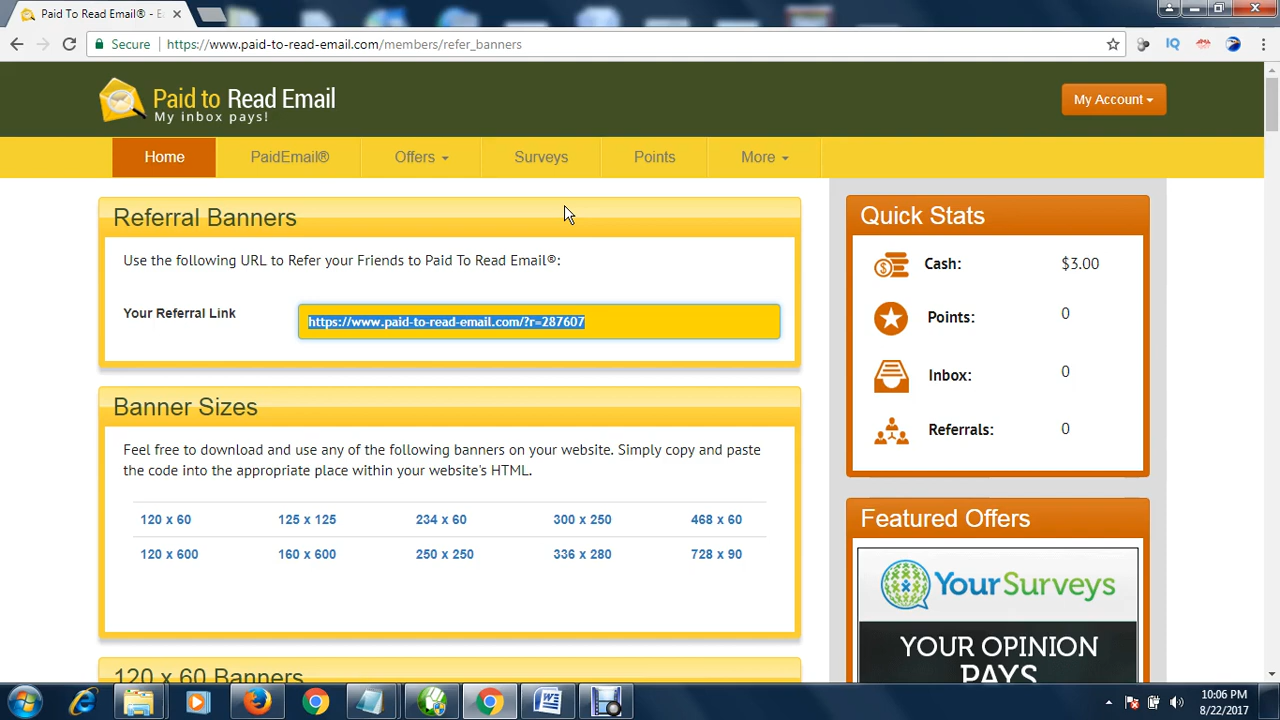 Paid To Read Email® - E
Secure https://www.paid-to-read-email.com/members/refer_banners
Paid to Read Email
My inbox pays!
My Account
Home PaidEmail® Offers Surveys Points More
Referral Banners
Use the following URL to Refer your Friends to Paid To Read Email®:
Your Referral Link https://www.paid-to-read-email.com/?r=287607
Banner Sizes
Feel free to download and use any of the following banners on your website. Simply copy and paste
the code into the appropriate place within your website's HTML.
120 x 60 125 x 125 234 x 60 300 x 250 468 x 60
120 x 600 160 x 600 250 x 250 336 x 280 728 x 90
120 x 60 Banners
Quick Stats
Cash: $3.00
Points: 0
Inbox: 0
Referrals: 0
Featured Offers
YourSurveys
YOUR OPINION
PAYS
10:06 PM
8/22/2017